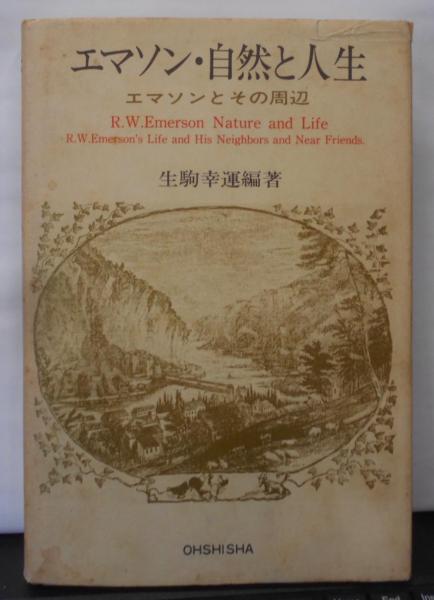 エマソン・自然と人生
エマソンとその周辺
R.W.Emerson Nature and Life
R.W.Emerson's Life and His Neighbors and Near Friends.
生駒幸運編著
OHSHISHA
End